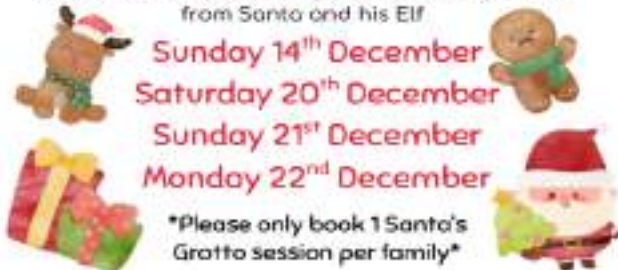 from Santa and his Elf
Sunday 14th December
Saturday 20th December
Sunday 21st December
Monday 22nd December
*Please only book 1 Santa's
Grotto session per family*